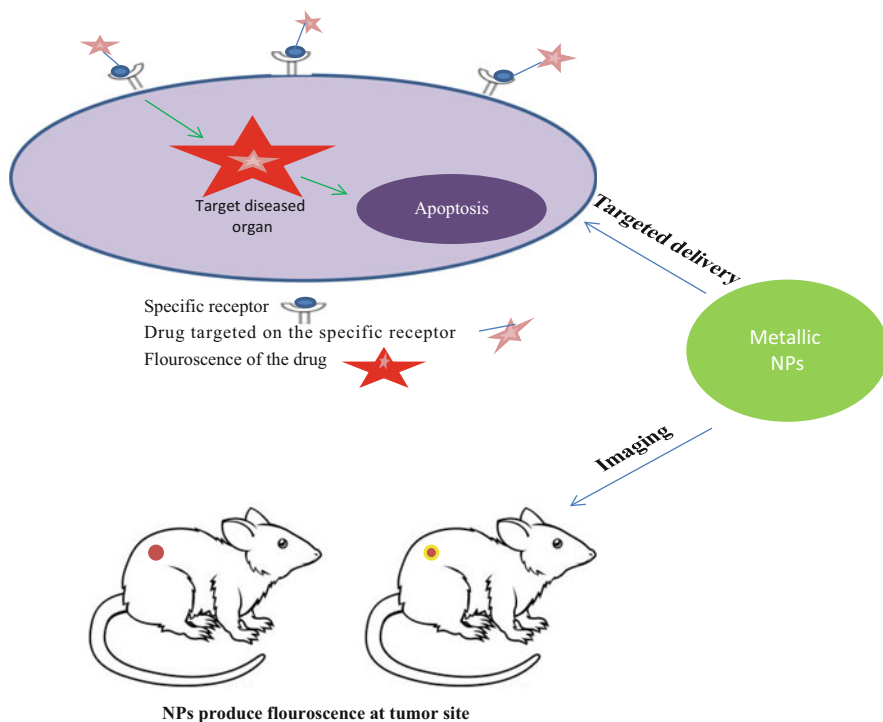 Target diseased
organ
Apoptosis
Targeted delivery
Specific receptor
Drug targeted on the specific receptor
Flouroscence of the drug
Metallic
NPs
Imaging
NPs produce flouroscence at tumor site